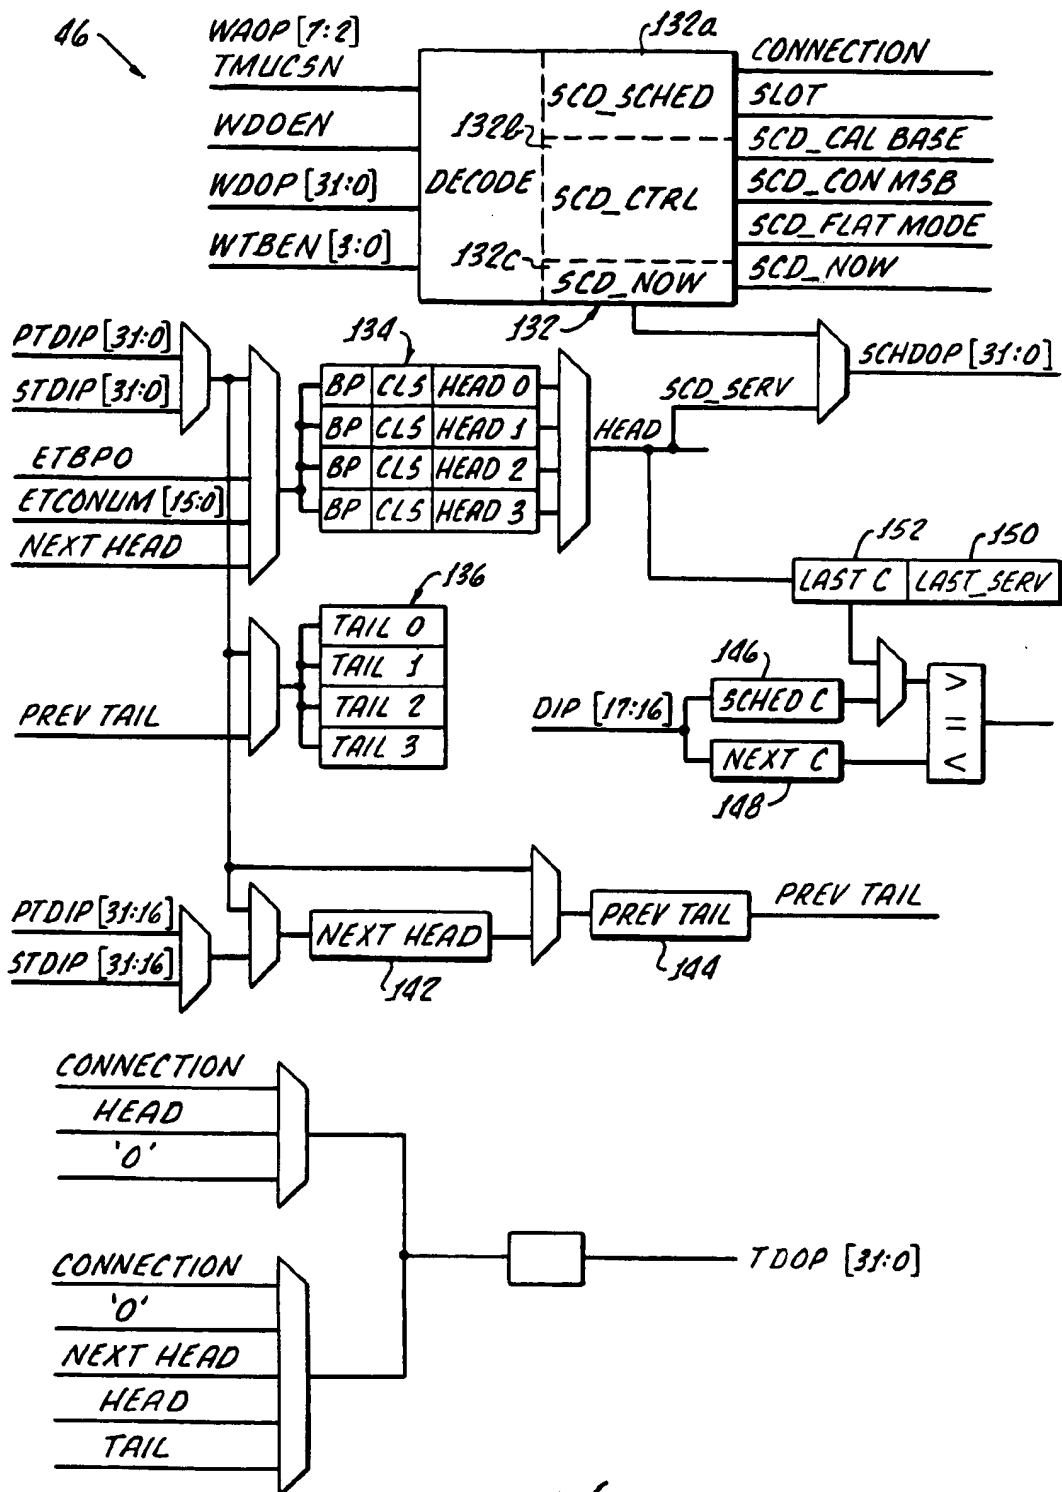 46
WAOP [7:2]
TMUCSN
WDOEN
WDOP [31:0]
WTBEN [3:0]
DECODE
132a
SCD_SCHED
132b
SCD_CTRL
132c
SCD_NOW
132
CONNECTION
SLOT
SCD_CAL BASE
SCD_CON MSB
SCD_FLAT MODE
SCD_NOW
PTDIP [31:0]
STDIP [31:0]
ETBPO
ETCONUM [15:0]
NEXT HEAD
134
BP CLS HEAD 0
BP CLS HEAD 1
BP CLS HEAD 2
BP CLS HEAD 3
HEAD
SCD_SERV
SCHDOP [31:0]
152
150
LAST C LAST_SERV
136
TAIL 0
TAIL 1
TAIL 2
TAIL 3
PREV TAIL
DIP [17:16]
146
SCHED C
NEXT C
148
>
=
<
PTDIP [31:16]
STDIP [31:16]
NEXT HEAD
142
PREV TAIL
144
PREV TAIL
CONNECTION
HEAD
'0'
CONNECTION
'0'
NEXT HEAD
HEAD
TAIL
TDOP [31:0]